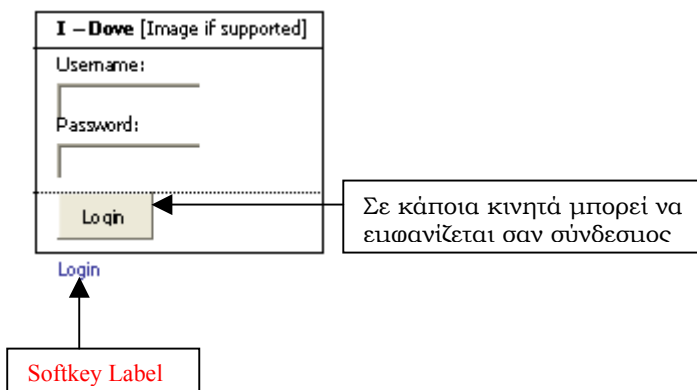 I – Dove [Image if supported]
Username:
Password:
Login
Σε κάποια κινητά μπορεί να
εμφανίζεται σαν σύνδεσμος
Login
Softkey Label